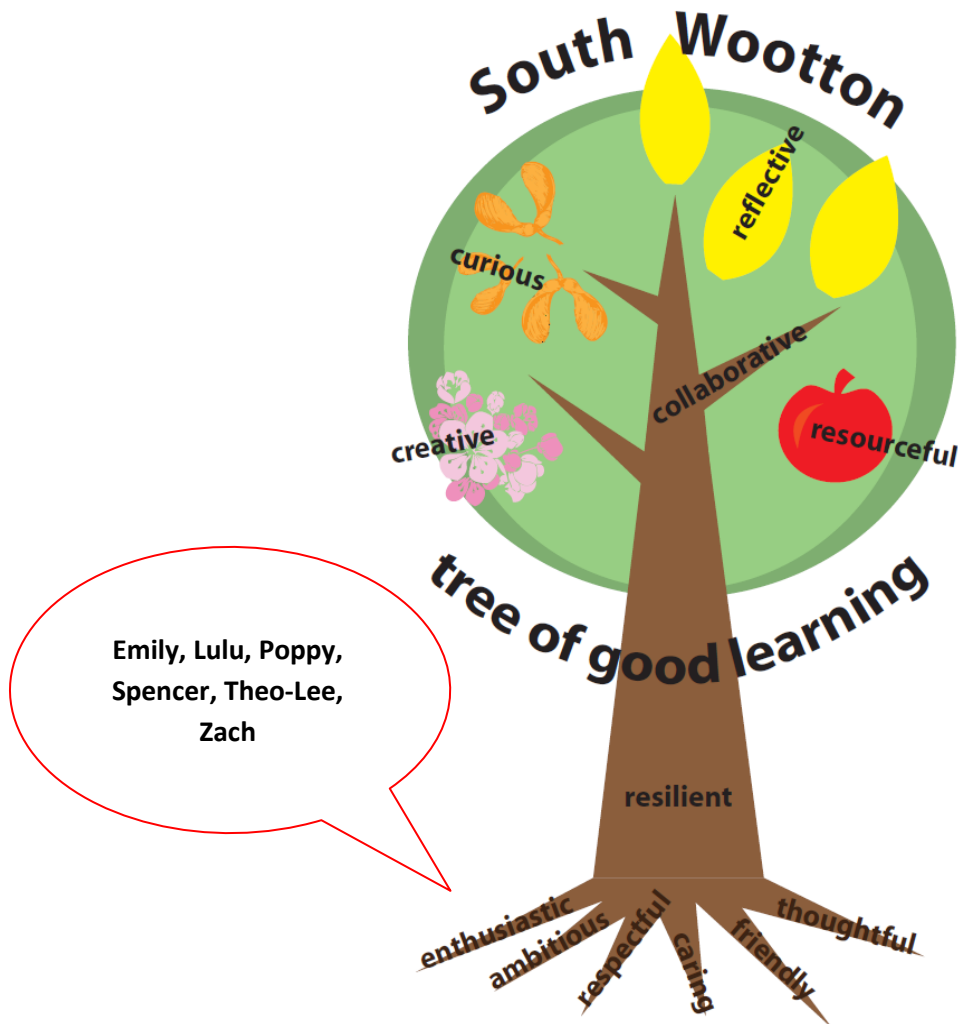 South Wootton
reflective
curious
collaborative
creative
resourceful
tree of good learning
Emily, Lulu, Poppy,
Spencer, Theo-Lee,
Zach
resilient
enthusiastic
ambitious
respectful
caring
friendly
thoughtful